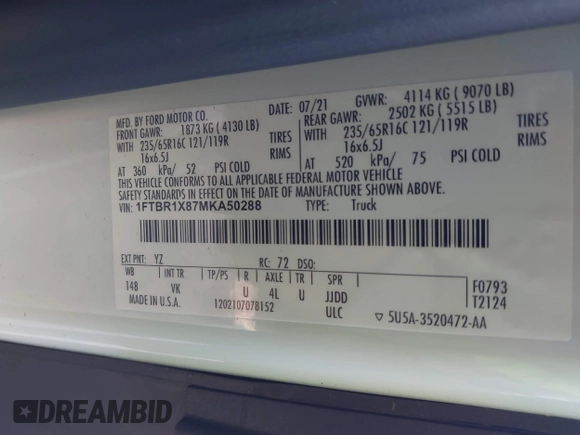 MFD. BY FORD MOTOR CO.
DATE: 07/21 GVWR: 4114 KG ( 9070 LB)
FRONT GAWR: 1873 KG ( 4130 LB) REAR GAWR: 2502 KG ( 5515 LB)
WITH 235/65R16C 121/119R TIRES WITH 235/65R16C 121/119R TIRES
16x6.5J RIMS 16x6.5J RIMS
AT 360 kPa/ 52 PSI COLD AT 520 kPa/ 75 PSI COLD
THIS VEHICLE CONFORMS TO ALL APPLICABLE FEDERAL MOTOR VEHICLE
SAFETY STANDARDS IN EFFECT ON THE DATE OF MANUFACTURE SHOWN ABOVE.
VIN: 1FTBR1X87MKA50288 TYPE: Truck
EXT PNT: YZ RC: 72 DSO:
WB INT TR TP/PS R AXLE TR SPR F0793
148 VK U 4L U JJDD T2124
MADE IN U.S.A. 1202107078152 ULC ▽ 5U5A-3520472-AA
DREAMBID